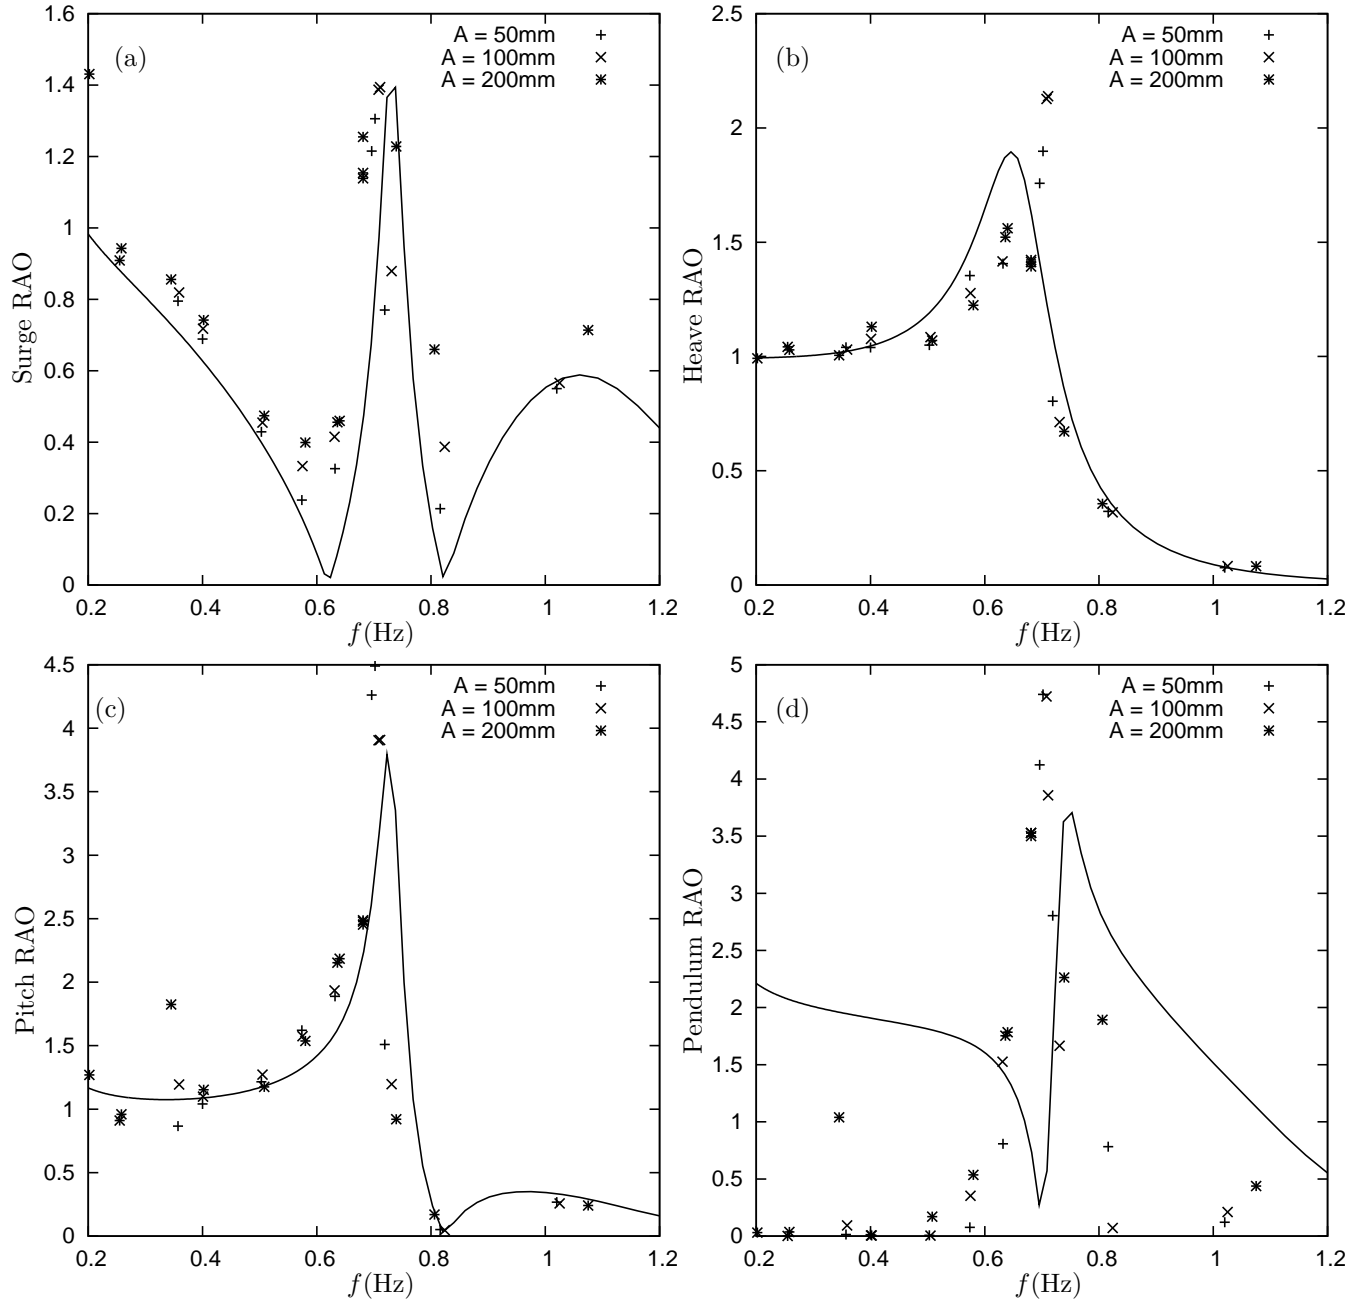 (a)
A = 50mm
A = 100mm
A = 200mm
Surge RAO
1.6
1.4
1.2
1
0.8
0.6
0.4
0.2
0
0.2 0.4 0.6 0.8 1 1.2
f(Hz)
(b)
A = 50mm
A = 100mm
A = 200mm
Heave RAO
2.5
2
1.5
1
0.5
0
0.2 0.4 0.6 0.8 1 1.2
f(Hz)
(c)
A = 50mm
A = 100mm
A = 200mm
Pitch RAO
4.5
4
3.5
3
2.5
2
1.5
1
0.5
0
0.2 0.4 0.6 0.8 1 1.2
f(Hz)
(d)
A = 50mm
A = 100mm
A = 200mm
Pendulum RAO
5
4.5
4
3.5
3
2.5
2
1.5
1
0.5
0
0.2 0.4 0.6 0.8 1 1.2
f(Hz)